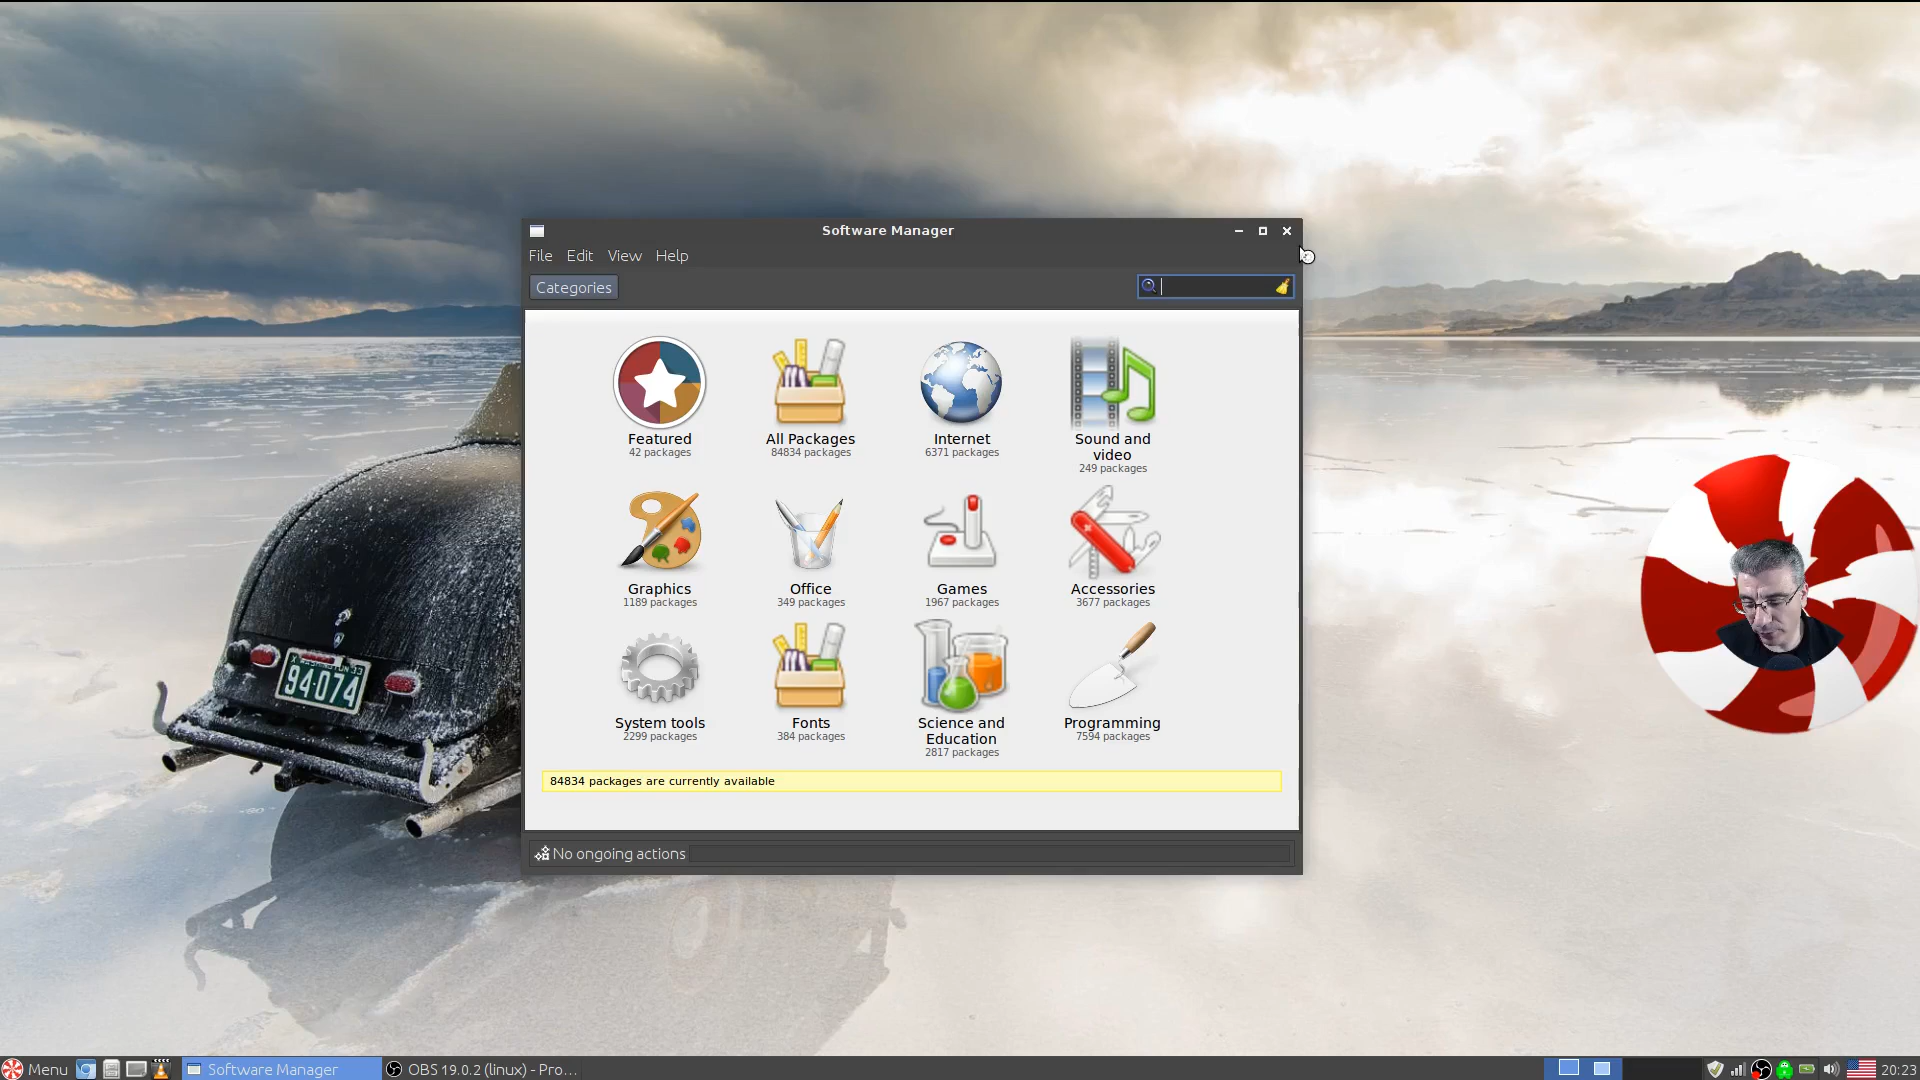 Software Manager
File Edit View Help
Categories
Featured
42 packages
All Packages
84834 packages
Internet
6371 packages
Sound and
video
249 packages
Graphics
1189 packages
Office
349 packages
Games
1967 packages
Accessories
3677 packages
System tools
2299 packages
Fonts
384 packages
Science and
Education
2817 packages
Programming
7594 packages
84834 packages are currently available
No ongoing actions
94·074
Menu Software Manager OBS 19.0.2 (linux) - Pro... 20:23